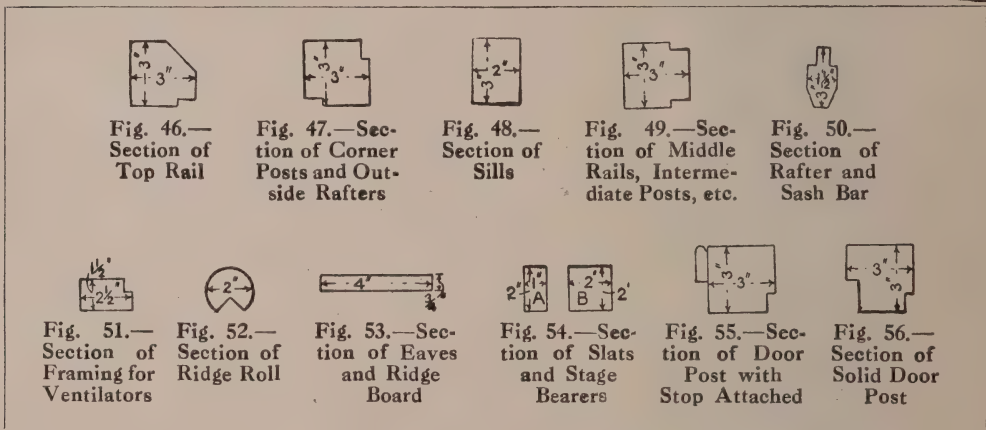 3"
3"
Fig. 46.—
Section of
Top Rail
3"
3"
Fig. 47.—Sec-
tion of Corner
Posts and Out-
side Rafters
2"
3"
Fig. 48.—
Section of
Sills
3"
3"
Fig. 49.—Sec-
tion of Middle
Rails, Interme-
diate Posts, etc.
1½"
3"
Fig. 50.—
Section of
Rafter and
Sash Bar
1½"
2½"
Fig. 51.—
Section of
Framing for
Ventilators
2"
Fig. 52.—
Section of
Ridge Roll
4"
¾"
Fig. 53.—Sec-
tion of Eaves
and Ridge
Board
2" 1" A
2" B 2'
Fig. 54.—Sec-
tion of Slats
and Stage
Bearers
3"
3"
Fig. 55.—Sec-
tion of Door
Post with
Stop Attached
3"
3"
Fig. 56.—
Section of
Solid Door
Post